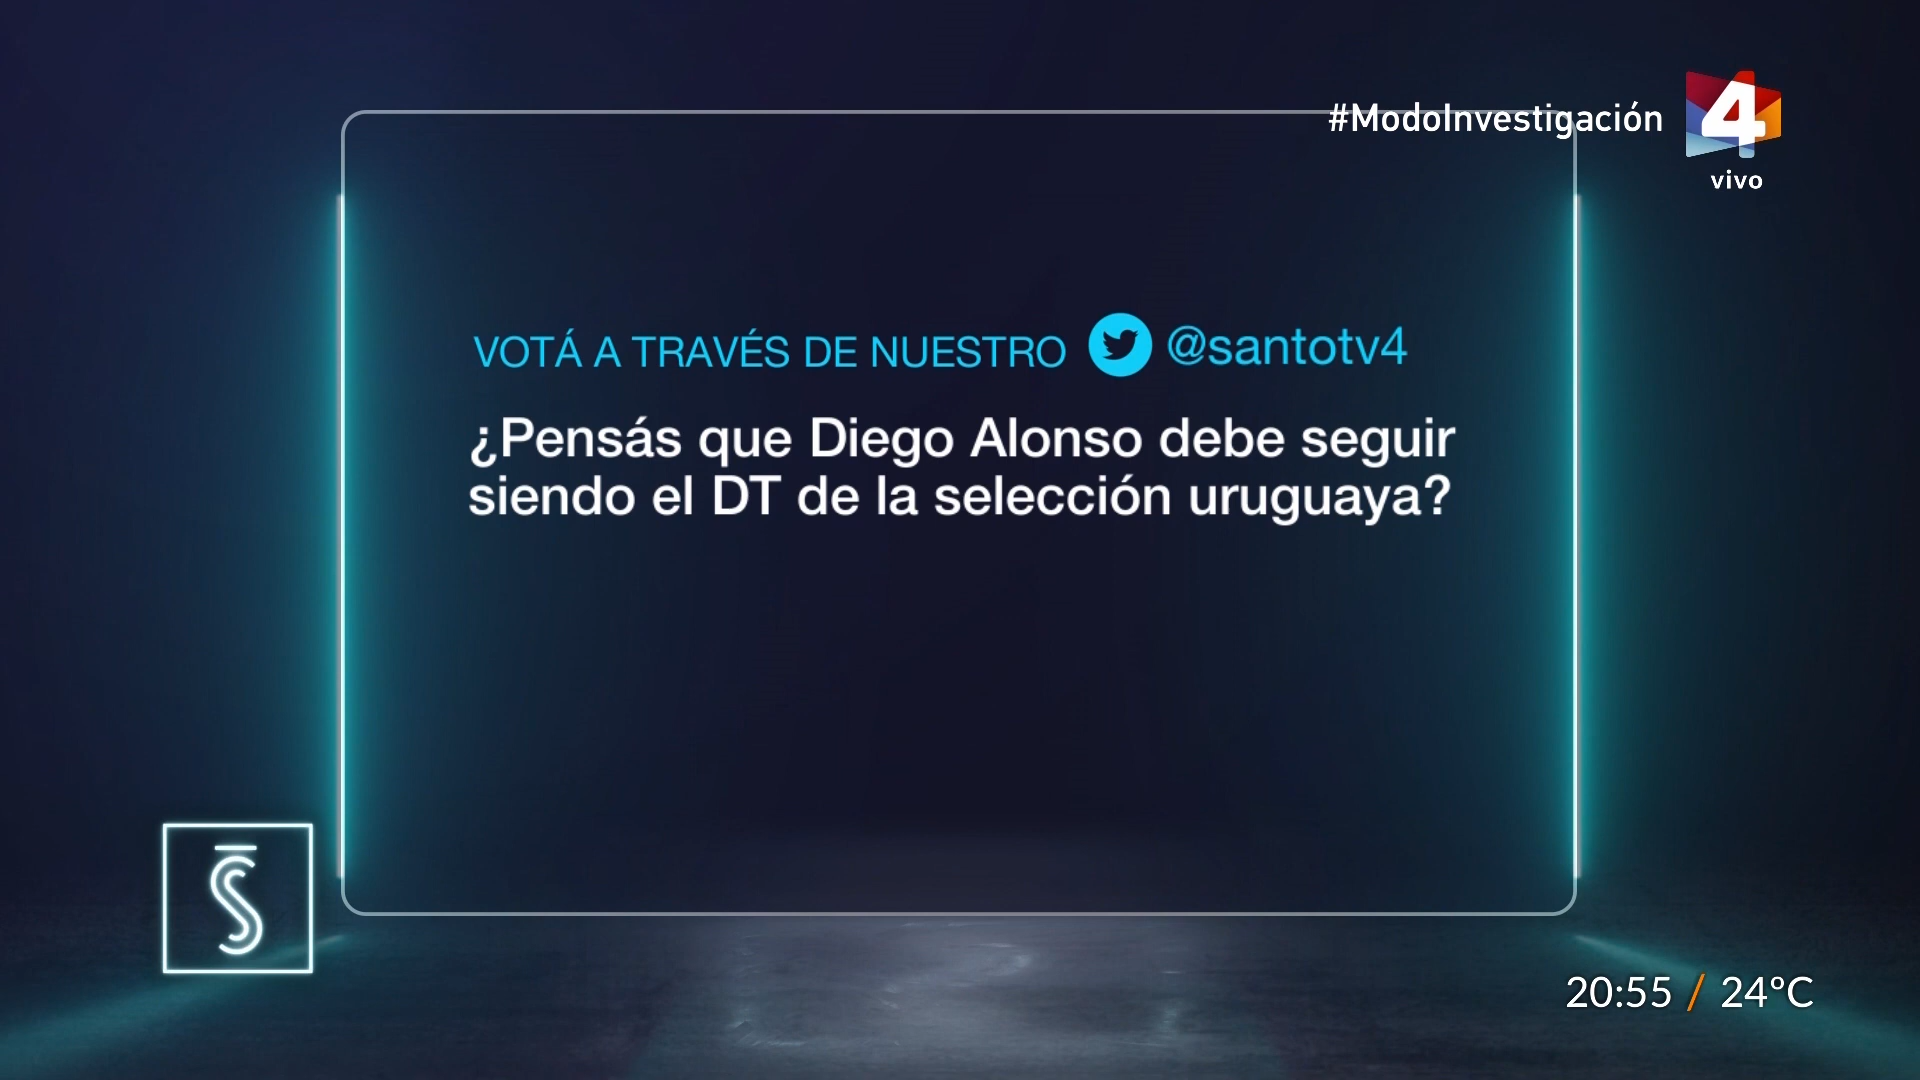 #ModoInvestigación
4
vivo
VOTÁ A TRAVÉS DE NUESTRO @santotv4
¿Pensás que Diego Alonso debe seguir
siendo el DT de la selección uruguaya?
S
20:55 / 24°C